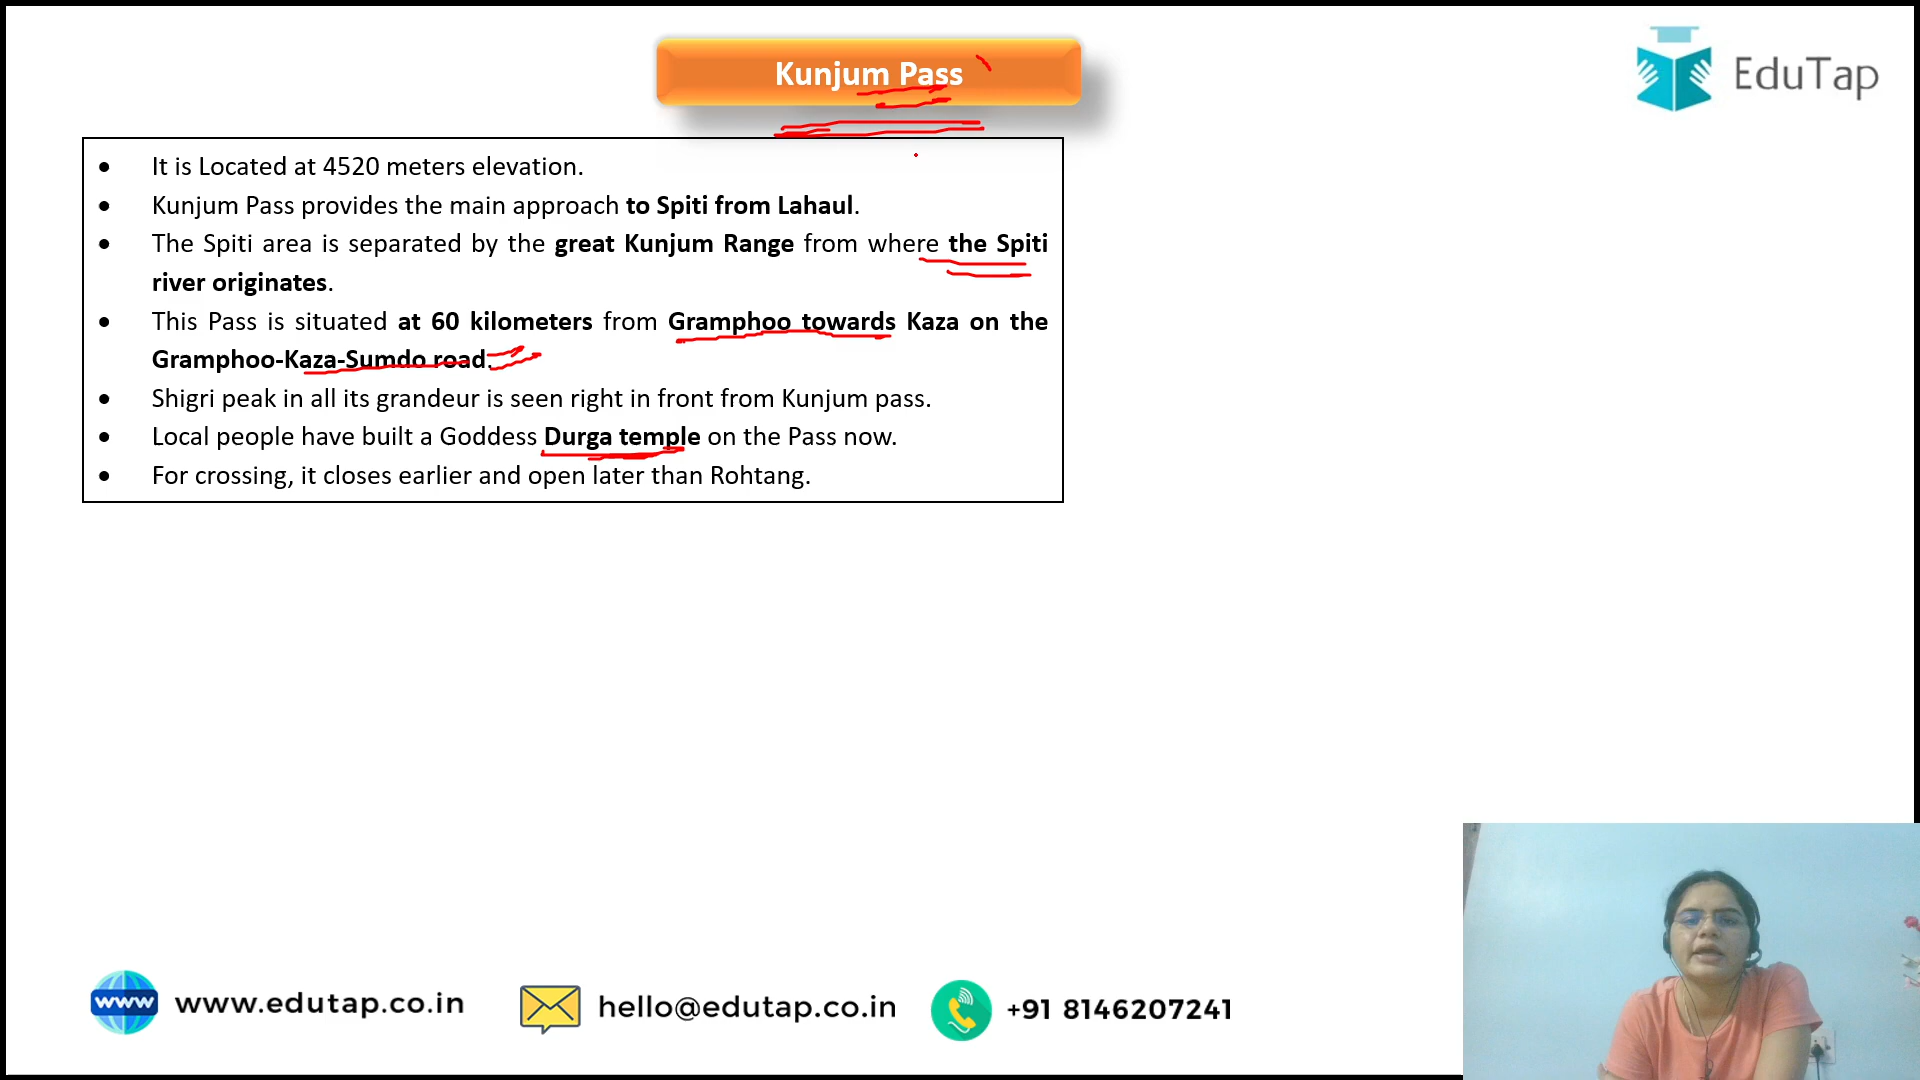 Kunjum Pass
EduTap
• It is Located at 4520 meters elevation.
• Kunjum Pass provides the main approach to Spiti from Lahaul.
• The Spiti area is separated by the great Kunjum Range from where the Spiti
river originates.
• This Pass is situated at 60 kilometers from Gramphoo towards Kaza on the
Gramphoo-Kaza-Sumdo road.
• Shigri peak in all its grandeur is seen right in front from Kunjum pass.
• Local people have built a Goddess Durga temple on the Pass now.
• For crossing, it closes earlier and open later than Rohtang.
www www.edutap.co.in hello@edutap.co.in +91 8146207241